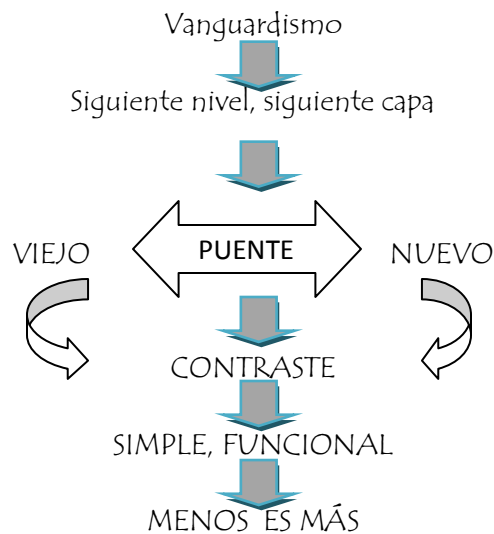 Vanguardismo
Siguiente nivel, siguiente capa
VIEJO
PUENTE
NUEVO
CONTRASTE
SIMPLE, FUNCIONAL
MENOS ES MÁS